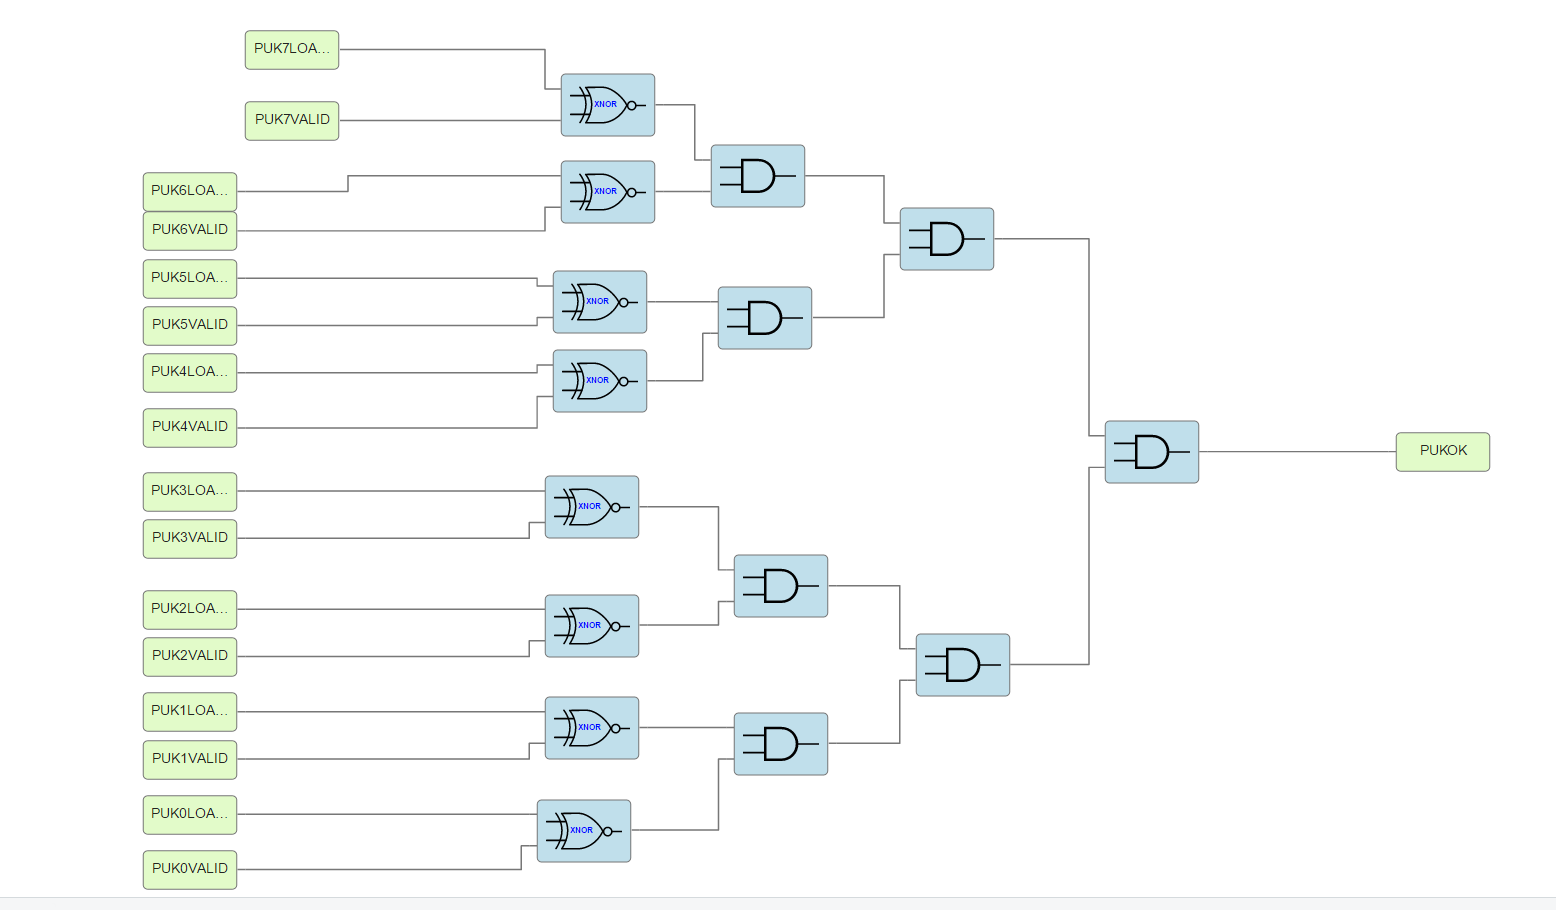 PUK7LOA...
XNOR
PUK7VALID
PUK6LOA...
XNOR
PUK6VALID
PUK5LOA...
XNOR
PUK5VALID
PUK4LOA...
XNOR
PUK4VALID
PUKOK
PUK3LOA...
XNOR
PUK3VALID
PUK2LOA...
XNOR
PUK2VALID
PUK1LOA...
XNOR
PUK1VALID
PUK0LOA...
XNOR
PUK0VALID